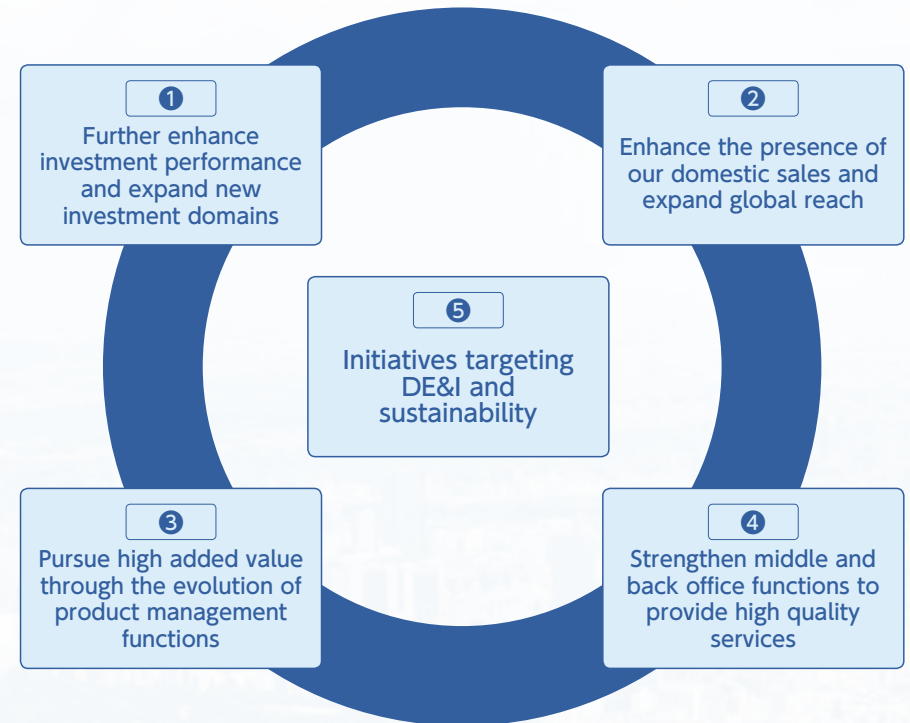 ❶
Further enhance
investment performance
and expand new
investment domains
❷
Enhance the presence of
our domestic sales and
expand global reach
❺
Initiatives targeting
DE&I and
sustainability
❸
Pursue high added value
through the evolution of
product management
functions
❹
Strengthen middle and
back office functions to
provide high quality
services